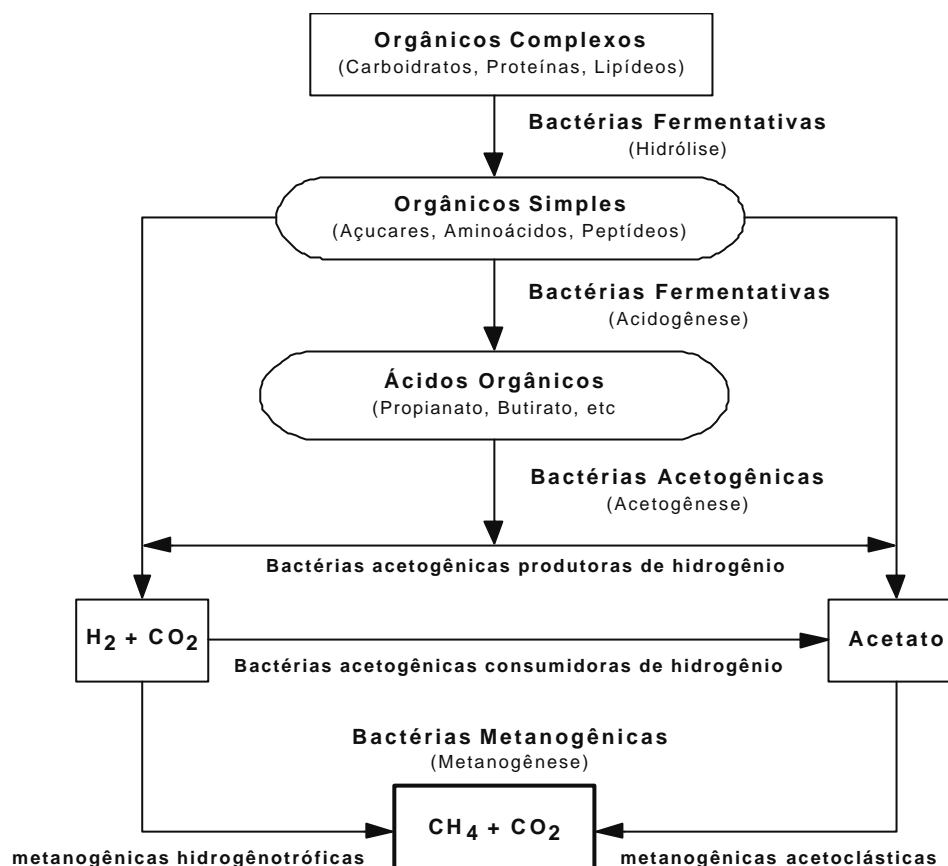 Orgânicos Complexos
(Carboidratos, Proteínas, Lipídeos)
Bactérias Fermentativas
(Hidrólise)
Orgânicos Simples
(Açucares, Aminoácidos, Peptídeos)
Bactérias Fermentativas
(Acidogênese)
Ácidos Orgânicos
(Propianato, Butirato, etc
Bactérias Acetogênicas
(Acetogênese)
Bactérias acetogênicas produtoras de hidrogênio
H2 + CO2
Acetato
Bactérias acetogênicas consumidoras de hidrogênio
Bactérias Metanogênicas
(Metanogênese)
CH4 + CO2
metanogênicas hidrogênotróficas
metanogênicas acetoclásticas